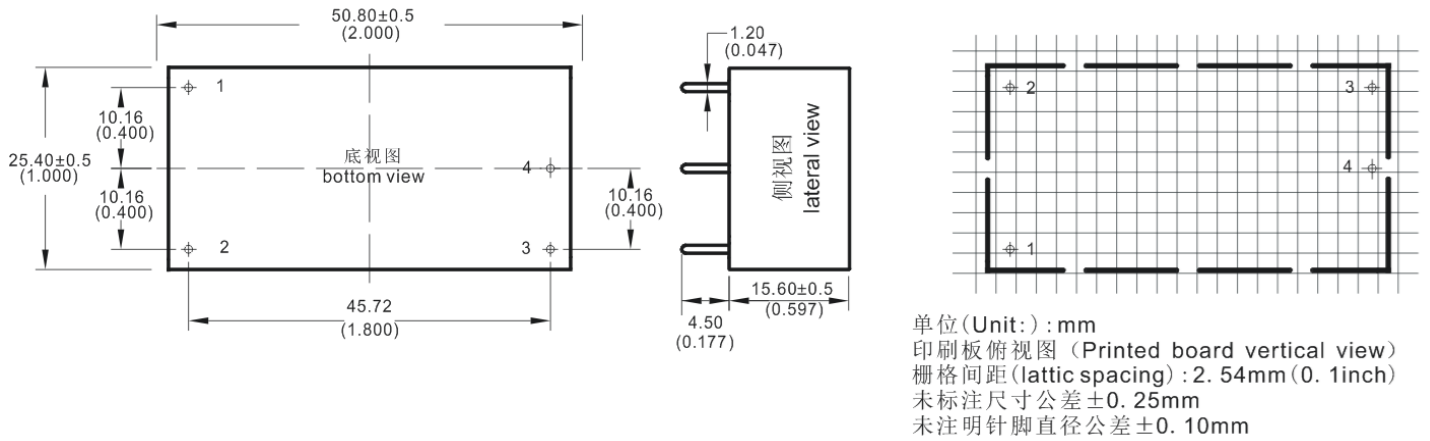 50.80±0.5
(2.000)
1
10.16
(0.400)
25.40±0.5
(1.000)
底视图
bottom view
4
10.16
(0.400)
10.16
(0.400)
2
3
45.72
(1.800)
1.20
(0.047)
侧视图
lateral view
15.60±0.5
(0.597)
4.50
(0.177)
2
3
4
1
单位(Unit:):mm
印刷板俯视图（Printed board vertical view）
栅格间距(lattic spacing):2.54mm(0.1inch)
未标注尺寸公差±0.25mm
未注明针脚直径公差±0.10mm